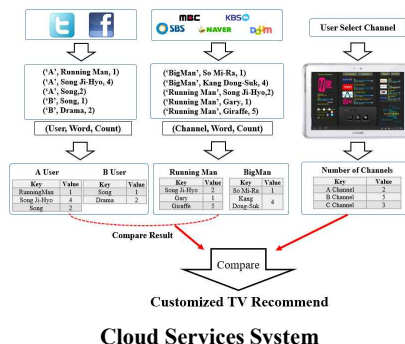 MBC KBS
SBS NAVER Daum
User Select Channel
('A', Running Man, 1)
('A', Song Ji-Hyo, 4)
('A', Song,2)
('B', Song, 1)
('B', Drama, 2)
('BigMan', So Mi-Ra, 1)
('BigMan', Kang Dong-Suk, 4)
('Running Man', Song Ji-Hyo,2)
('Running Man', Gary, 1)
('Running Man', Giraffe, 5)
(User, Word, Count)
(Channel, Word, Count)
A User B User
Key Value Key Value
RunningMan 1 Song 1
Song Ji-Hyo 4 Drama 2
Song 2
Running Man BigMan
Key Value Key Value
Song Ji-Hyo 2 So Mi-Ra 1
Gary 1 Kang
Dong-Suk 4
Giraffe 5
Number of Channels
Key Value
A Channel 2
B Channel 5
C Channel 3
Compare Result
Compare
Customized TV Recommend
Cloud Services System